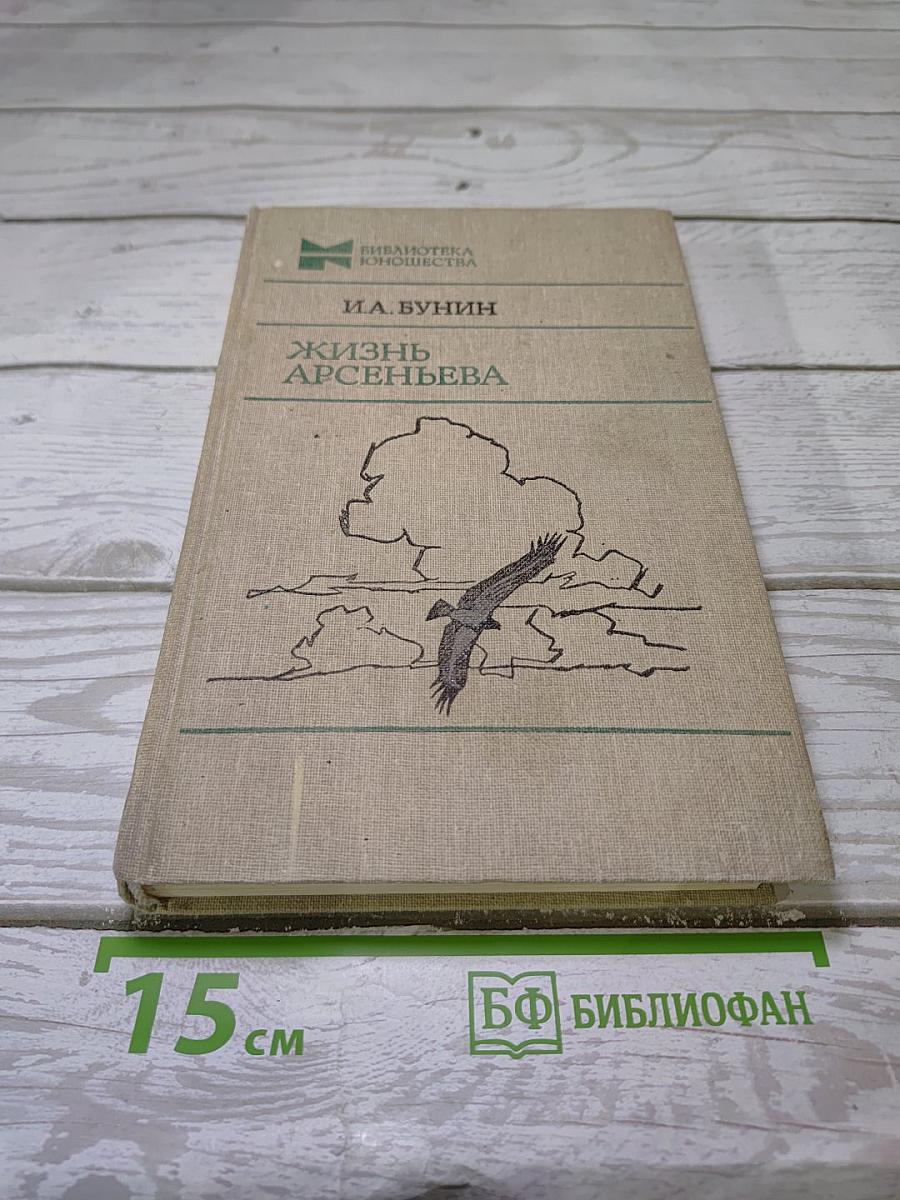 БИБЛИОТЕКА
ЮНОШЕСТВА
И.А. БУНИН
ЖИЗНЬ
АРСЕНЬЕВА
15 см
БФ БИБЛИОФАН